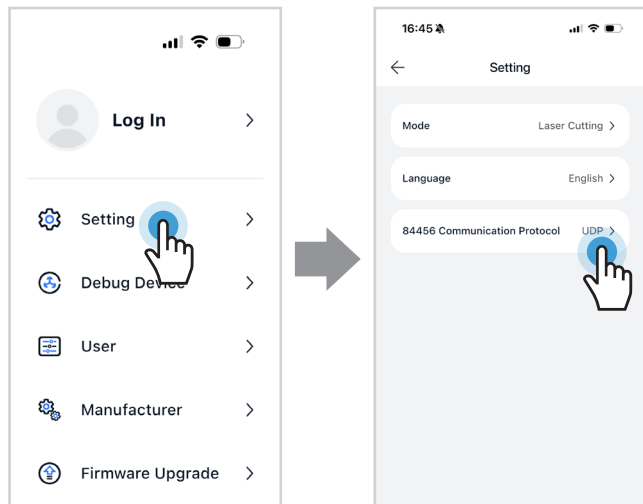 Log In
Setting
Debug Device
User
Manufacturer
Firmware Upgrade
16:45
Setting
Mode Laser Cutting
Language English
84456 Communication Protocol UDP